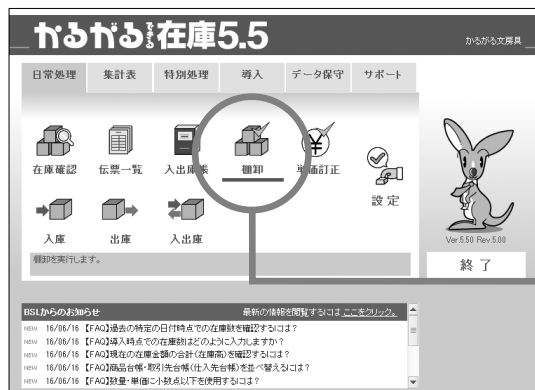 かるがるできる在庫5.5
かるがる文房具
日常処理 集計表 特別処理 導入 データ保守 サポート
在庫確認 伝票一覧 入出庫帳 棚卸 単価訂正
設定
入庫 出庫 入出庫
Ver.5.50 Rev.5.00
棚卸を実行します。
終了
BSLからのお知らせ 最新の情報を閲覧するには ここをクリック。
NEW 16/06/16 【FAQ】過去の特定の日付時点での在庫数を確認するには?
NEW 16/06/16 【FAQ】導入時点での在庫数はどのように入力しますか?
NEW 16/06/16 【FAQ】現在の在庫金額の合計(在庫高)を確認するには?
NEW 16/06/16 【FAQ】商品台帳・取引先台帳(仕入先台帳)を並べ替えるには?
NEW 16/06/16 【FAQ】数量・単価に小数点以下を使用するには?